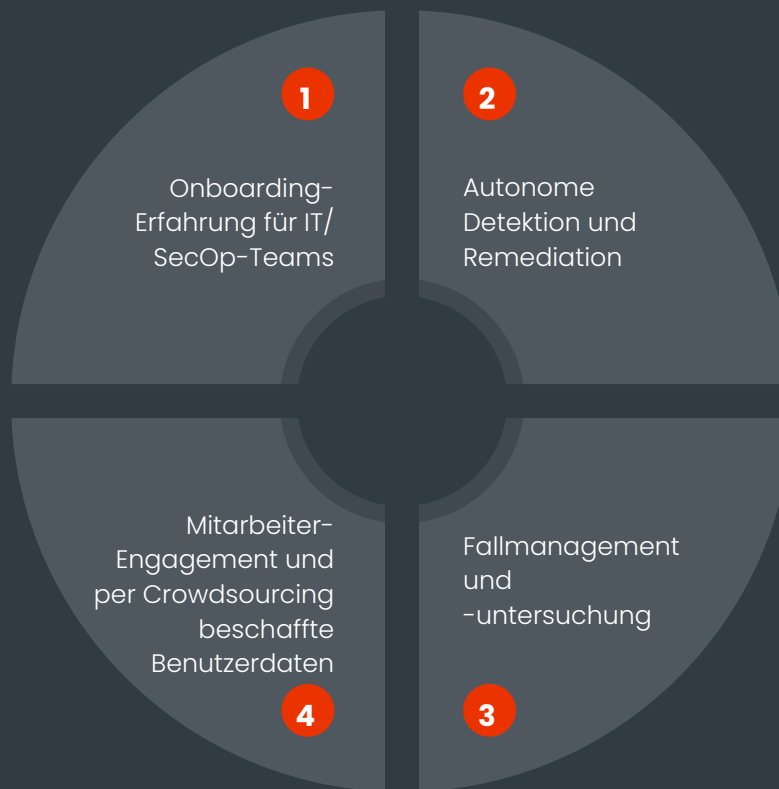 1
Onboarding-
Erfahrung für IT/
SecOp-Teams
2
Autonome
Detektion und
Remediation
Fallmanagement
und
-untersuchung
3
Mitarbeiter-
Engagement und
per Crowdsourcing
beschaffte
Benutzerdaten
4